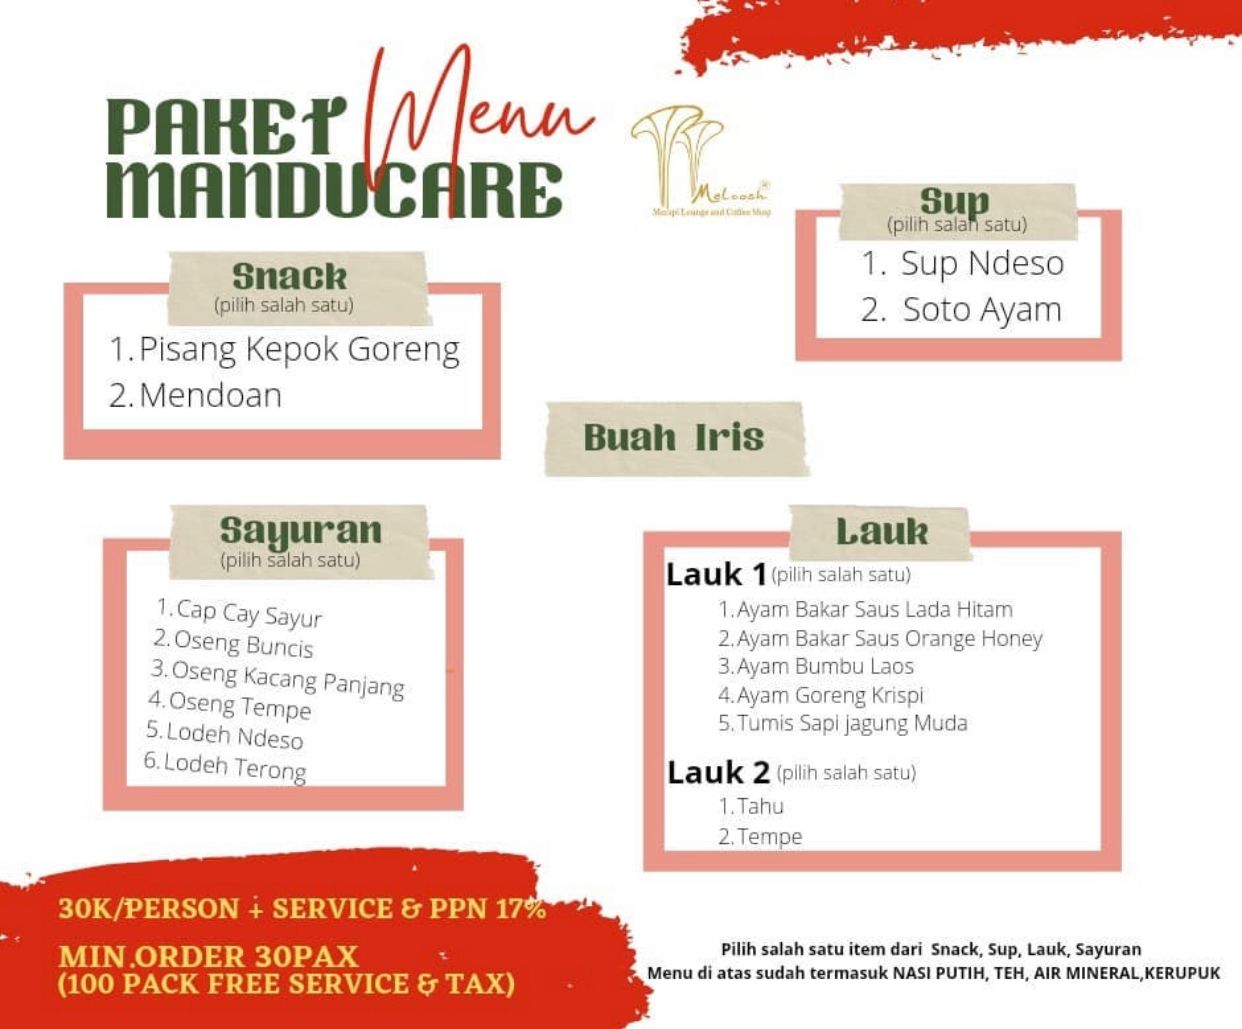 PAKET Menu
MANDUCARE
Meloosh®
Merapi Lounge and Coffee Shop
Sup
(pilih salah satu)
1. Sup Ndeso
2. Soto Ayam
Snack
(pilih salah satu)
1.Pisang Kepok Goreng
2.Mendoan
Buah Iris
Sayuran
(pilih salah satu)
1.Cap Cay Sayur
2.Oseng Buncis
3.Oseng Kacang Panjang
4.Oseng Tempe
5.Lodeh Ndeso
6.Lodeh Terong
Lauk
Lauk 1 (pilih salah satu)
1.Ayam Bakar Saus Lada Hitam
2.Ayam Bakar Saus Orange Honey
3.Ayam Bumbu Laos
4.Ayam Goreng Krispi
5.Tumis Sapi jagung Muda
Lauk 2 (pilih salah satu)
1.Tahu
2.Tempe
30K/PERSON + SERVICE & PPN 17%
MIN.ORDER 30PAX
(100 PACK FREE SERVICE & TAX)
Pilih salah satu item dari Snack, Sup, Lauk, Sayuran
Menu di atas sudah termasuk NASI PUTIH, TEH, AIR MINERAL,KERUPUK